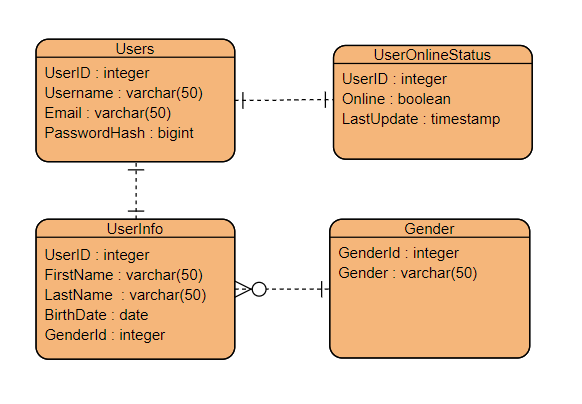 Users
UserID : integer
Username : varchar(50)
Email : varchar(50)
PasswordHash : bigint
UserOnlineStatus
UserID : integer
Online : boolean
LastUpdate : timestamp
UserInfo
UserID : integer
FirstName : varchar(50)
LastName  : varchar(50)
BirthDate : date
GenderId : integer
Gender
GenderId : integer
Gender : varchar(50)